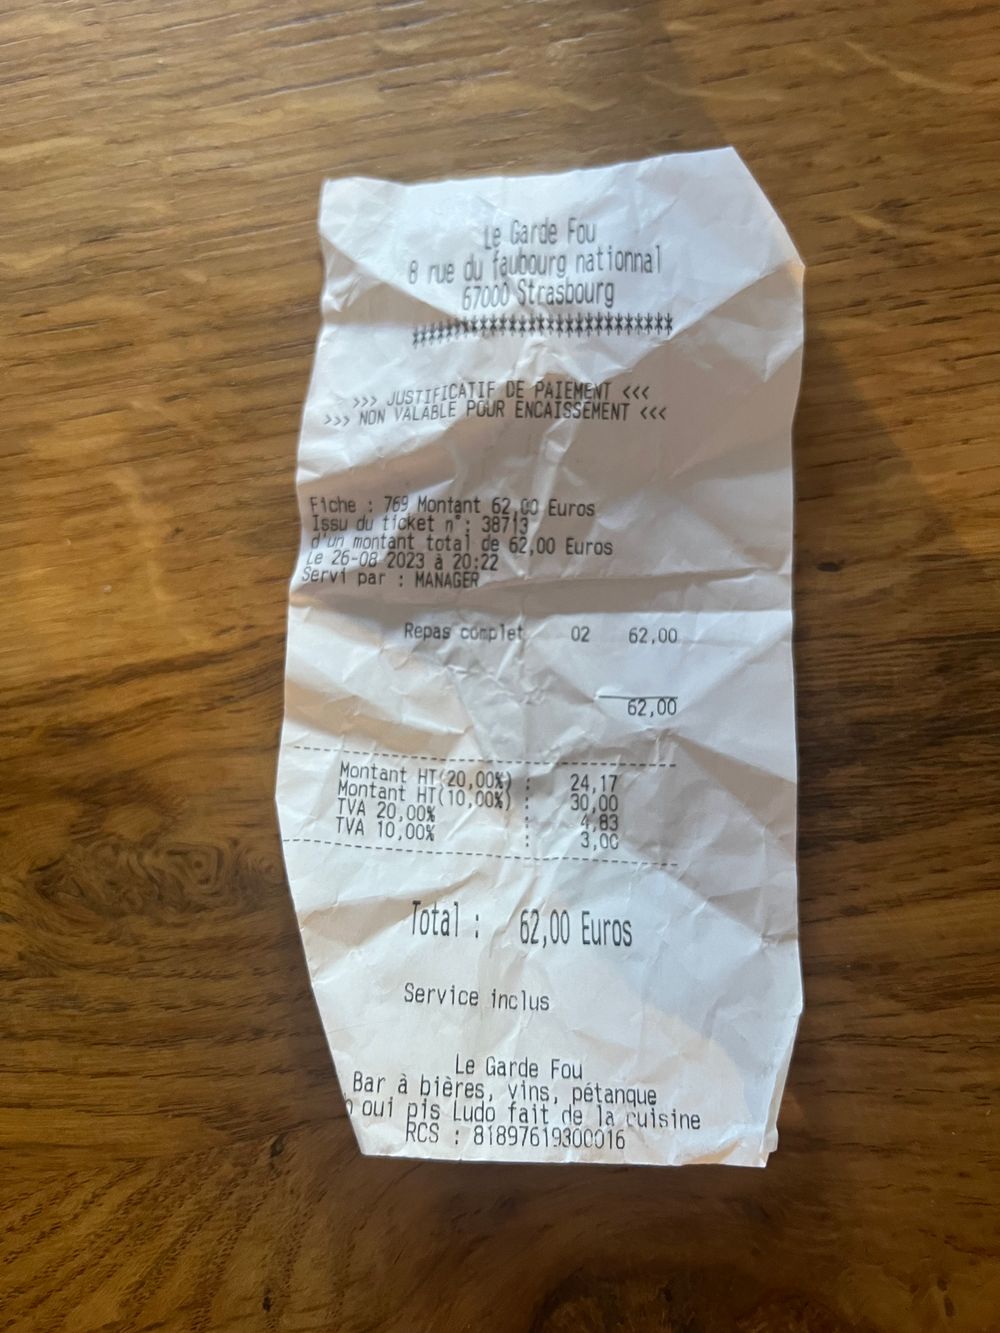 Le Garde Fou
8 rue du faubourg nationnal
67000 Strasbourg
*************************
>>> JUSTIFICATIF DE PAIEMENT <<<
>>> NON VALABLE POUR ENCAISSEMENT <<<
Fiche : 769 Montant 62,00 Euros
Issu du ticket n°: 38713
d'un montant total de 62,00 Euros
Le 26-08 2023 à 20:22
Servi par : MANAGER
Repas complet 02 62,00
62,00
Montant HT(20,00%) : 24,17
Montant HT(10,00%) : 30,00
TVA 20,00% : 4,83
TVA 10,00% : 3,00
Total : 62,00 Euros
Service inclus
Le Garde Fou
Bar à bières, vins, pétanque
oui pis Ludo fait de la cuisine
RCS : 81897619300016